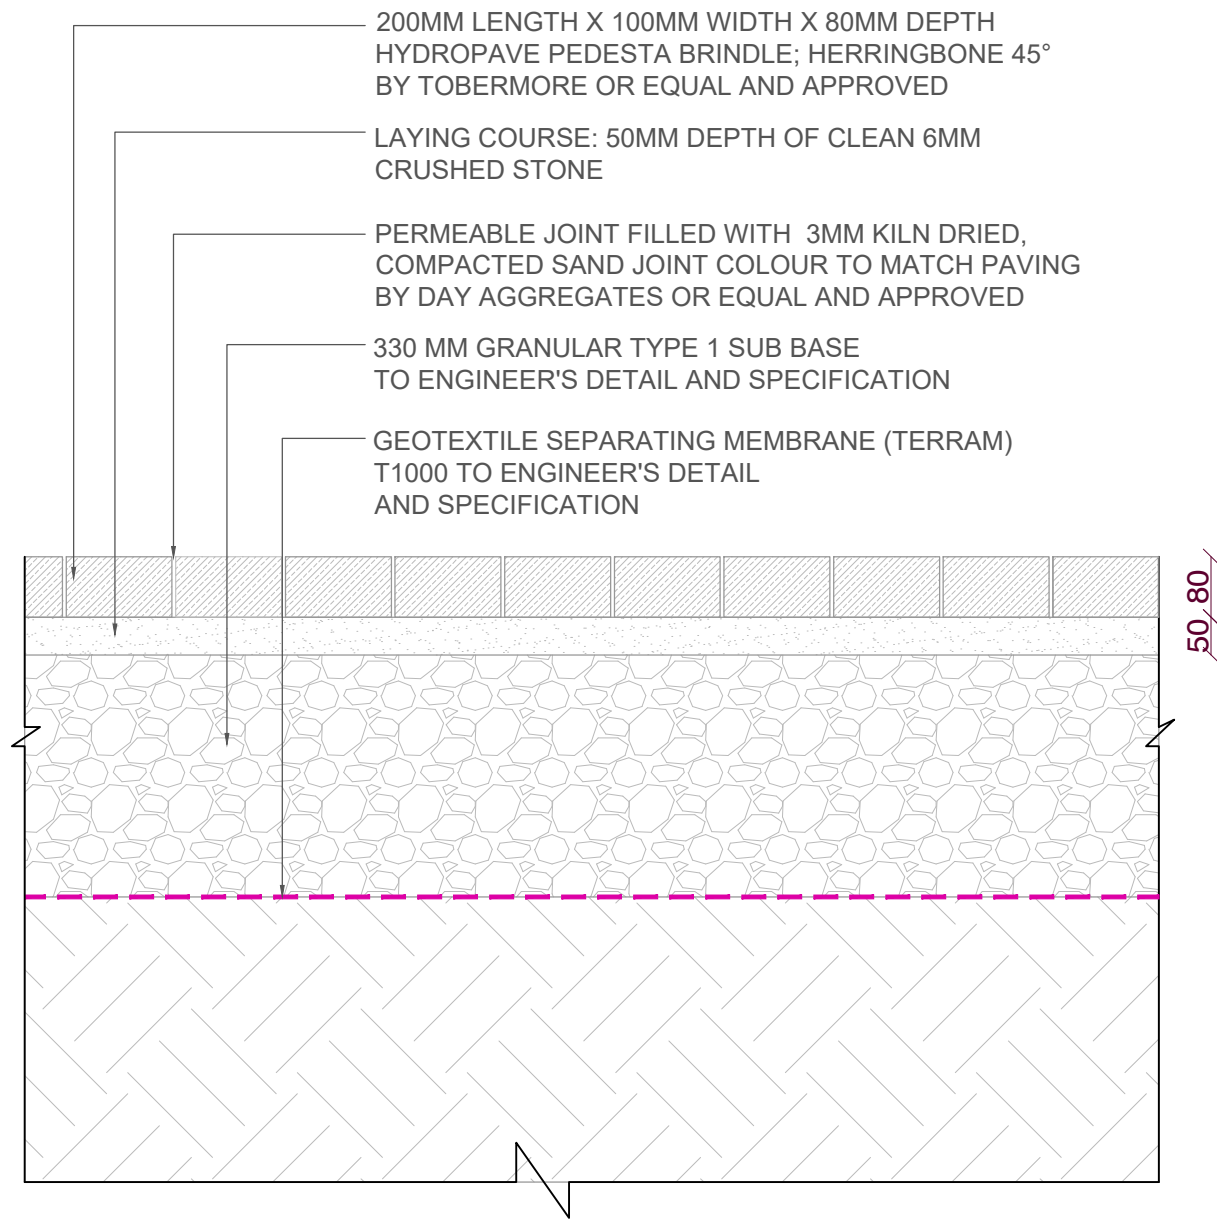 200MM LENGTH X 100MM WIDTH X 80MM DEPTH
HYDROPAVE PEDESTA BRINDLE; HERRINGBONE 45°
BY TOBERMORE OR EQUAL AND APPROVED
LAYING COURSE: 50MM DEPTH OF CLEAN 6MM
CRUSHED STONE
PERMEABLE JOINT FILLED WITH 3MM KILN DRIED,
COMPACTED SAND JOINT COLOUR TO MATCH PAVING
BY DAY AGGREGATES OR EQUAL AND APPROVED
330 MM GRANULAR TYPE 1 SUB BASE
TO ENGINEER'S DETAIL AND SPECIFICATION
GEOTEXTILE SEPARATING MEMBRANE (TERRAM)
T1000 TO ENGINEER'S DETAIL
AND SPECIFICATION
80
50